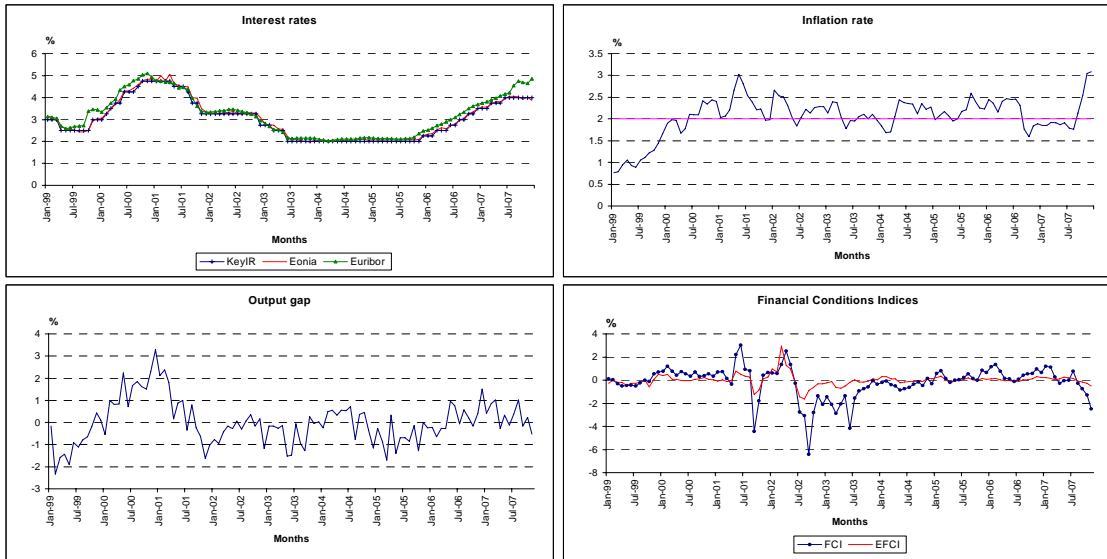 Interest rates
%
6
5
4
3
2
1
0
Jan-99
Jul-99
Jan-00
Jul-00
Jan-01
Jul-01
Jan-02
Jul-02
Jan-03
Jul-03
Jan-04
Jul-04
Jan-05
Jul-05
Jan-06
Jul-06
Jan-07
Jul-07
Months
KeyIR Eonia Euribor
Inflation rate
%
3.5
3
2.5
2
1.5
1
0.5
0
Jan-99
Jul-99
Jan-00
Jul-00
Jan-01
Jul-01
Jan-02
Jul-02
Jan-03
Jul-03
Jan-04
Jul-04
Jan-05
Jul-05
Jan-06
Jul-06
Jan-07
Jul-07
Months
Output gap
%
4
3
2
1
0
-1
-2
-3
Jan-99
Jul-99
Jan-00
Jul-00
Jan-01
Jul-01
Jan-02
Jul-02
Jan-03
Jul-03
Jan-04
Jul-04
Jan-05
Jul-05
Jan-06
Jul-06
Jan-07
Jul-07
Months
Financial Conditions Indices
%
4
2
0
-2
-4
-6
-8
Jan-99
Jul-99
Jan-00
Jul-00
Jan-01
Jul-01
Jan-02
Jul-02
Jan-03
Jul-03
Jan-04
Jul-04
Jan-05
Jul-05
Jan-06
Jul-06
Jan-07
Jul-07
Months
FCI EFCI